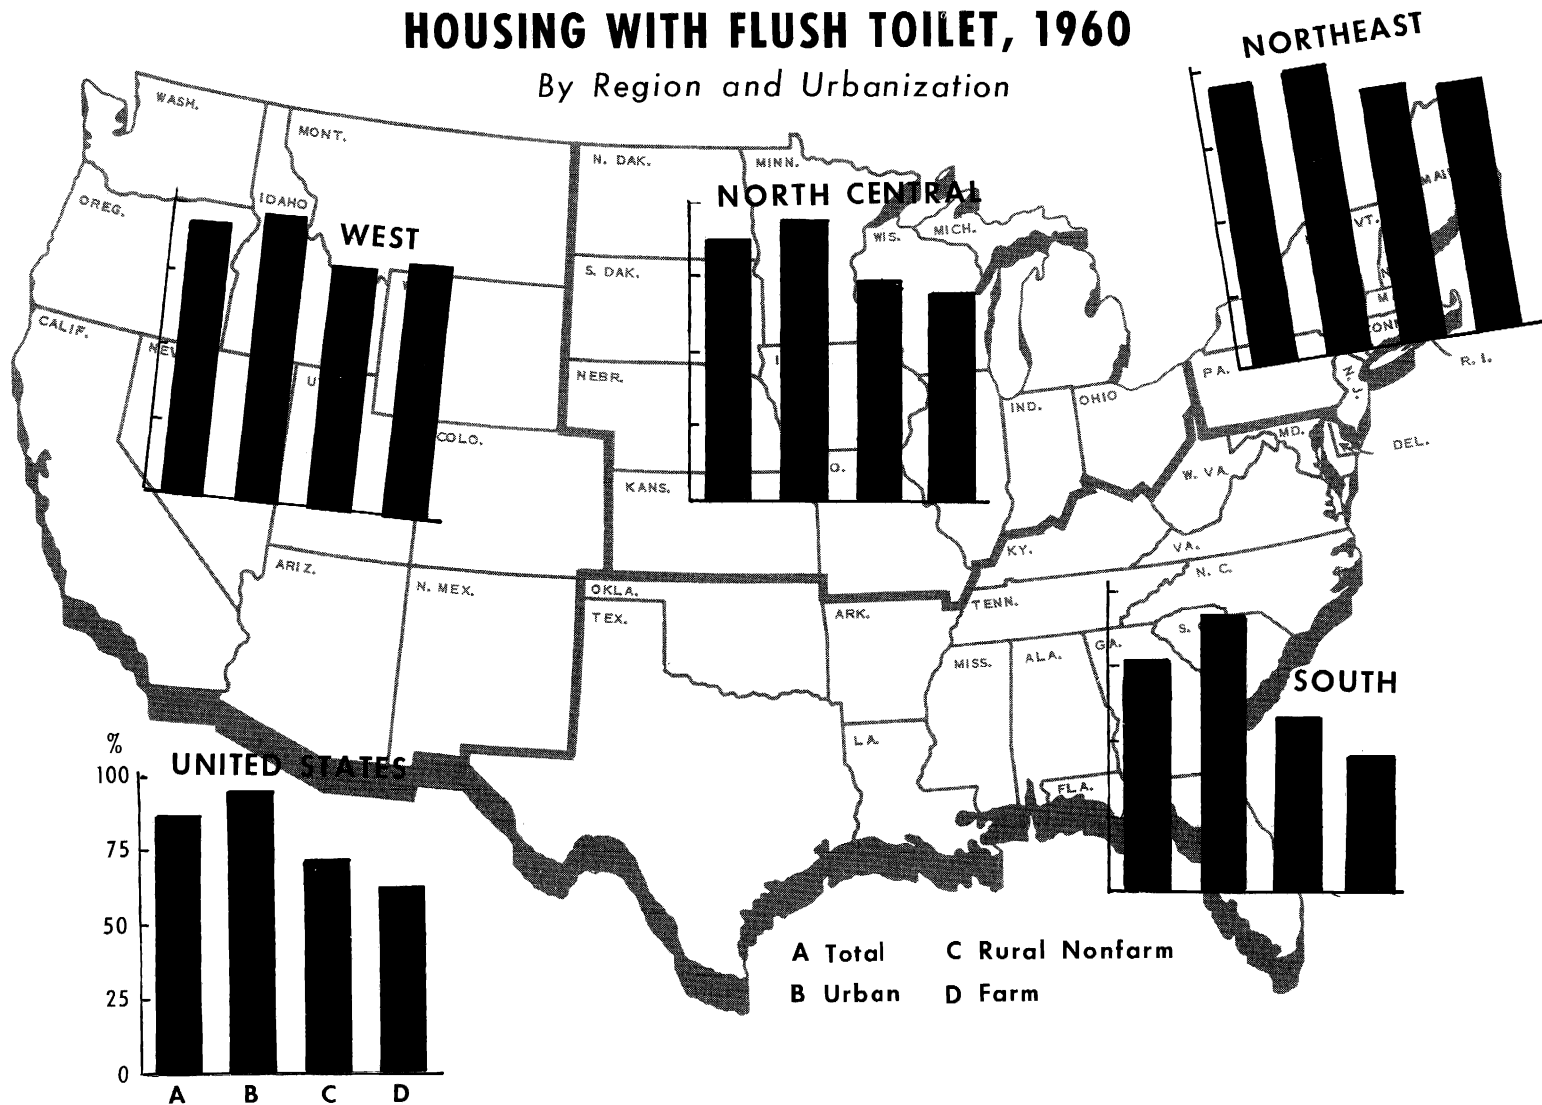 HOUSING WITH FLUSH TOILET, 1960
By Region and Urbanization
NORTHEAST
WASH.
MONT.
N. DAK.
MINN.
OREG.
IDAHO
WEST
NORTH CENTRAL
WIS.
MICH.
VT.
S. DAK.
CALIF.
NEBR.
IND.
OHIO
PA.
N. J.
R. I.
COLO.
KANS.
MD.
DEL.
W. VA.
KY.
VA.
N. C.
ARIZ.
N. MEX.
OKLA.
TEX.
ARK.
TENN.
MISS.
ALA.
GA.
S.
SOUTH
LA.
FLA.
%
UNITED STATES
100
75
50
25
0
A B C D
A Total C Rural Nonfarm
B Urban D Farm